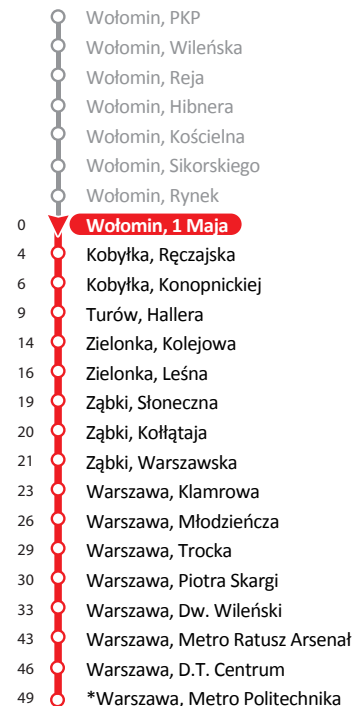 Wołomin, PKP
Wołomin, Wileńska
Wołomin, Reja
Wołomin, Hibnera
Wołomin, Kościelna
Wołomin, Sikorskiego
Wołomin, Rynek
0 Wołomin, 1 Maja
4 Kobyłka, Ręczajska
6 Kobyłka, Konopnickiej
9 Turów, Hallera
14 Zielonka, Kolejowa
16 Zielonka, Leśna
19 Ząbki, Słoneczna
20 Ząbki, Kołłątaja
21 Ząbki, Warszawska
23 Warszawa, Klamrowa
26 Warszawa, Młodzieńcza
29 Warszawa, Trocka
30 Warszawa, Piotra Skargi
33 Warszawa, Dw. Wileński
43 Warszawa, Metro Ratusz Arsenał
46 Warszawa, D.T. Centrum
49 *Warszawa, Metro Politechnika